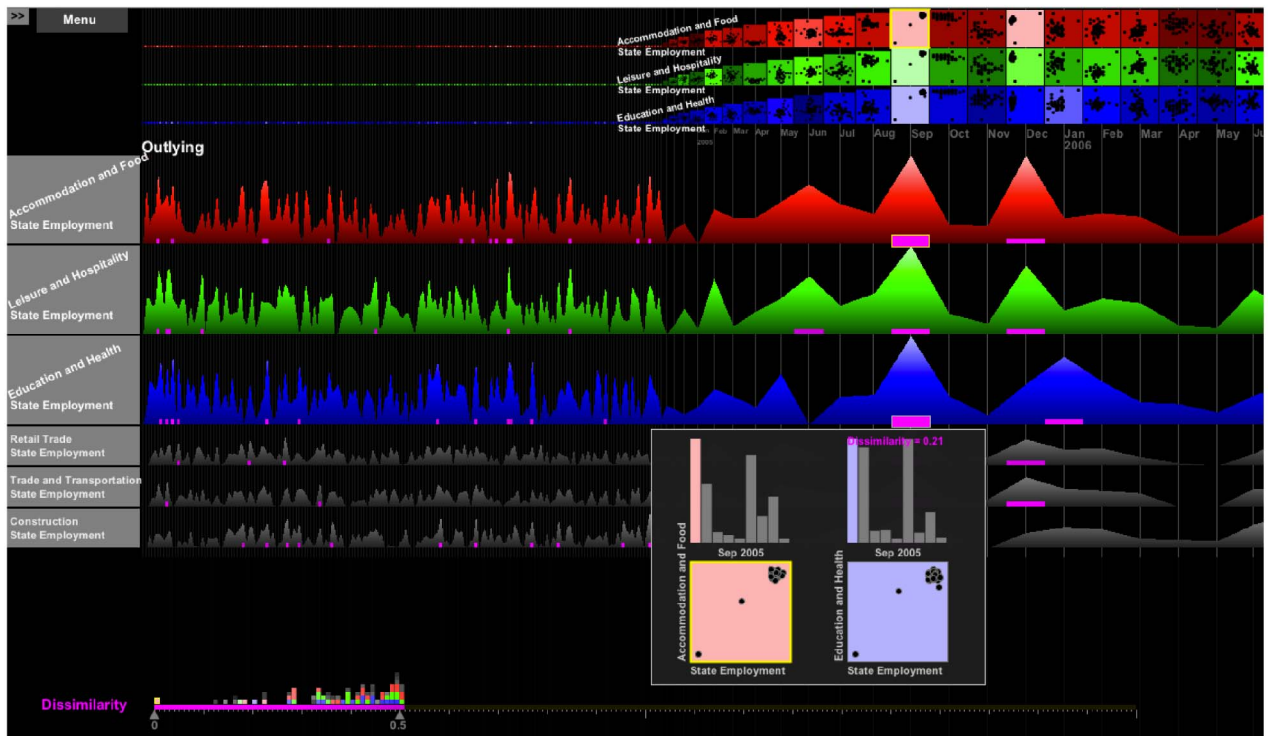 >>
Menu
Accommodation and Food
State Employment
Leisure and Hospitality
State Employment
Education and Health
State Employment
2005
Feb Mar Apr May Jun Jul Aug Sep Oct Nov Dec Jan Feb Mar Apr May
2006
Outlying
Accommodation and Food
State Employment
Leisure and Hospitality
State Employment
Education and Health
State Employment
Retail Trade
State Employment
Trade and Transportation
State Employment
Construction
State Employment
Dissimilarity = 0.21
Sep 2005
Sep 2005
Accommodation and Food
Education and Health
State Employment
State Employment
Dissimilarity
0
0.5